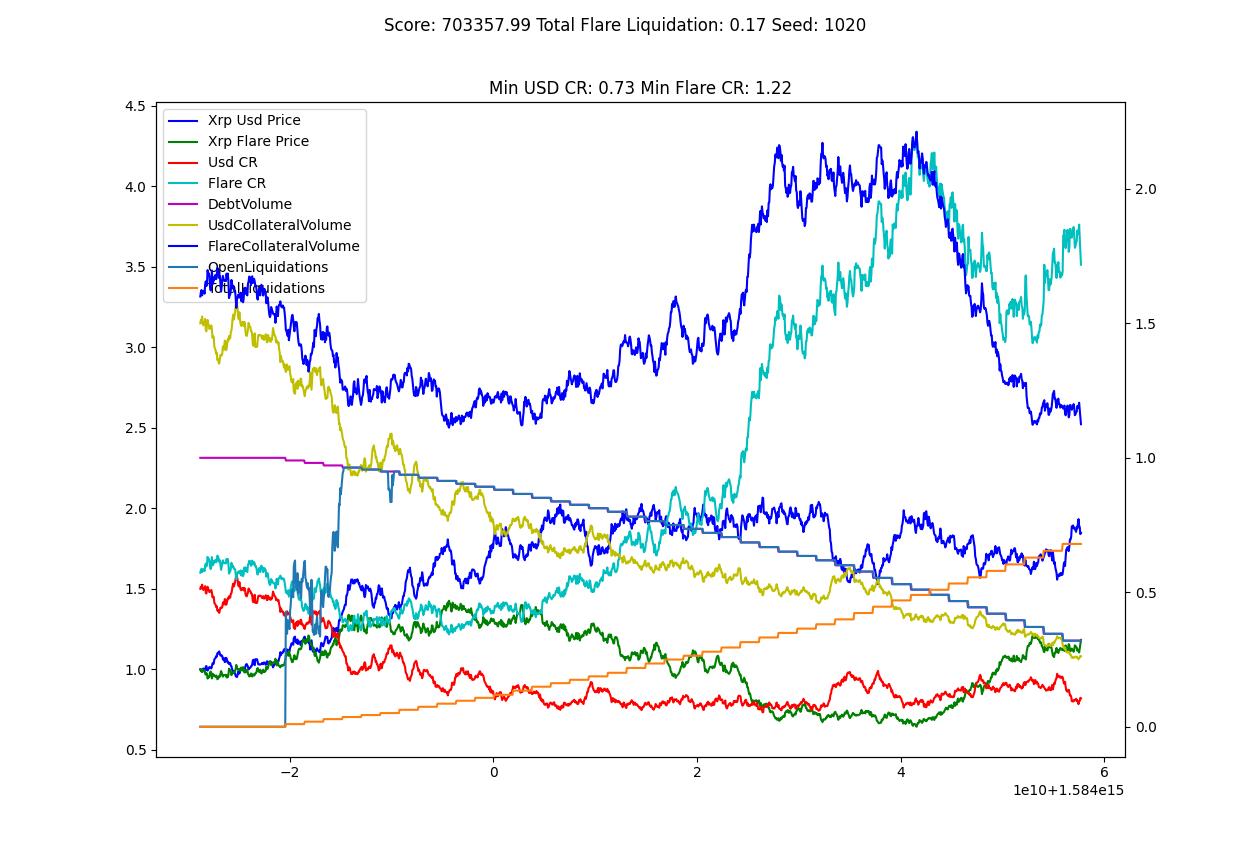 Score: 703357.99 Total Flare Liquidation: 0.17 Seed: 1020
Min USD CR: 0.73 Min Flare CR: 1.22
4.5
4.0
3.5
3.0
2.5
2.0
1.5
1.0
0.5
Xrp Usd Price
Xrp Flare Price
Usd CR
Flare CR
DebtVolume
UsdCollateralVolume
FlareCollateralVolume
OpenLiquidations
TotalLiquidations
2.0
1.5
1.0
0.5
0.0
−2 0 2 4 6
1e10+1.584e15